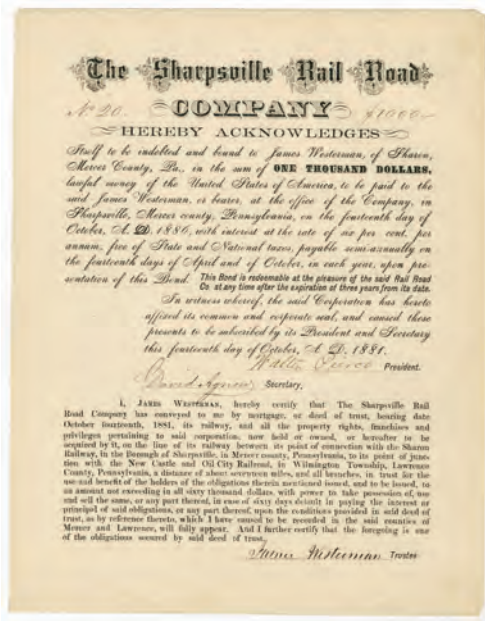 The Sharpsville Rail Road
No. 20. COMPANY $1000
HEREBY ACKNOWLEDGES
Itself to be indebted and bound to James Westerman, of Sharon,
Mercer County, Pa., in the sum of ONE THOUSAND DOLLARS,
lawful money of the United States of America, to be paid to the
said James Westerman, or bearer, at the office of the Company, in
Sharpsville, Mercer county, Pennsylvania, on the fourteenth day of
October, A. D. 1886, with interest at the rate of six per cent. per
annum, free of State and National taxes, payable semi-annually on
the fourteenth days of April and of October, in each year, upon pre-
sentation of this Bond. This Bond is redeemable at the pleasure of the said Rail Road
Co. at any time after the expiration of three years from its date.
In witness whereof, the said Corporation has hereto
affixed its common and corporate seal, and caused these
presents to be subscribed by its President and Secretary
this fourteenth day of October, A. D. 1881.
Walter Pierce President.
David Agnew Secretary.
I, JAMES WESTERMAN, hereby certify that The Sharpsville Rail
Road Company has conveyed to me by mortgage, or deed of trust, bearing date
October fourteenth, 1881, its railway, and all the property rights, franchises and
privileges pertaining to said corporation, now held or owned, or hereafter to be
acquired by it, on the line of its railway between its point of connection with the Sharon
Railway, in the Borough of Sharpsville, in Mercer county, Pennsylvania, to its point of junc-
tion with the New Castle and Oil City Railroad, in Wilmington Township, Lawrence
County, Pennsylvania, a distance of about seventeen miles, and all branches, in trust for the
use and benefit of the holders of the obligations therein mentioned issued, and to be issued, to
an amount not exceeding in all sixty thousand dollars, with power to take possession of, use
and sell the same, or any part thereof, in case of sixty days default in paying the interest or
principal of said obligations, or any part thereof, upon the conditions provided in said deed of
trust, as by reference thereto, which I have caused to be recorded in the said counties of
Mercer and Lawrence, will fully appear. And I further certify that the foregoing is one
of the obligations secured by said deed of trust.
James Westerman Trustee